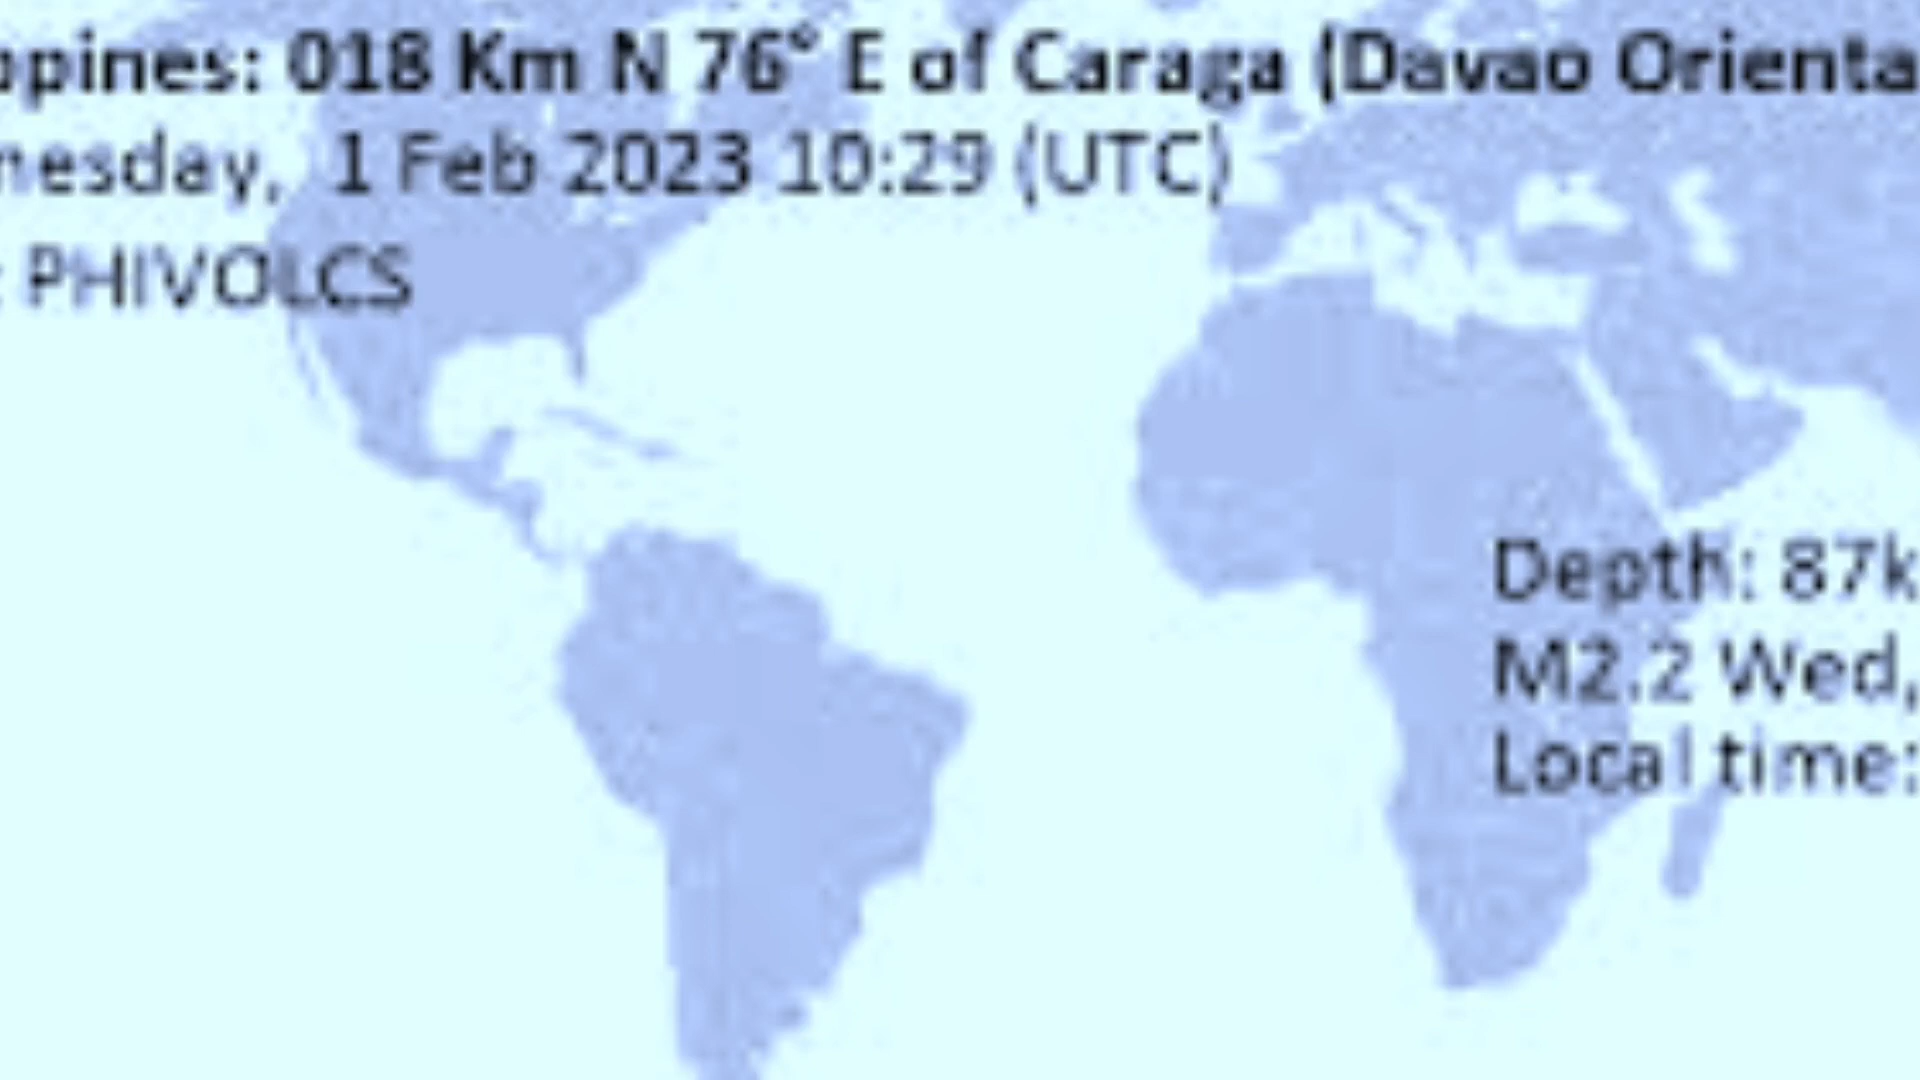 ppines: 018 Km N 76° E of Caraga (Davao Orienta
nesday, 1 Feb 2023 10:29 (UTC)
: PHIVOLCS
Depth: 87k
M2.2 Wed,
Local time: